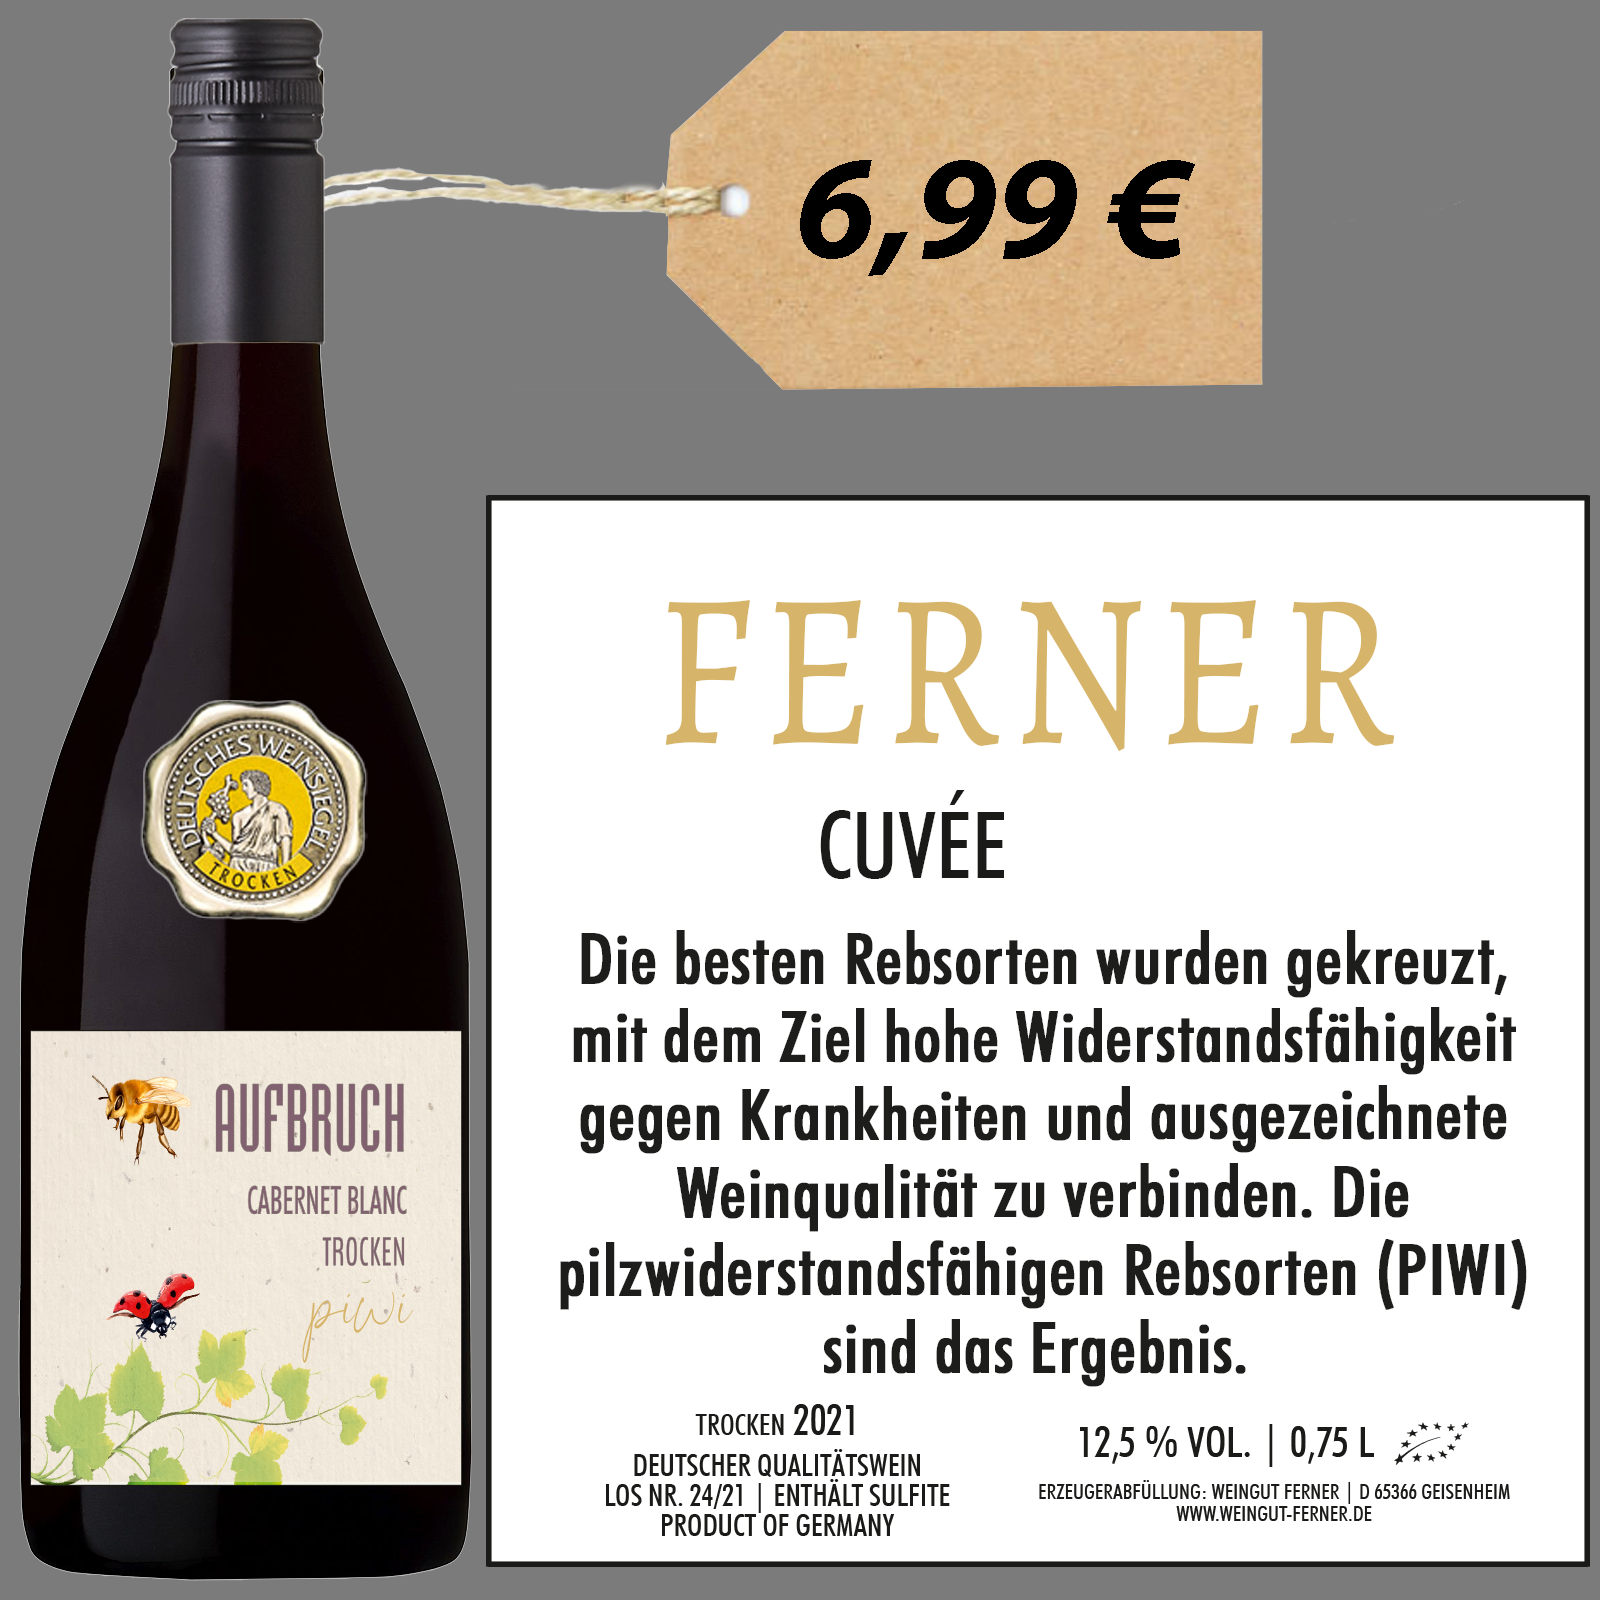 6,99 €
DEUTSCHES WEINSIEGEL
TROCKEN
AUFBRUCH
CABERNET BLANC
TROCKEN
piwi
FERNER
CUVÉE
Die besten Rebsorten wurden gekreuzt,
mit dem Ziel hohe Widerstandsfähigkeit
gegen Krankheiten und ausgezeichnete
Weinqualität zu verbinden. Die
pilzwiderstandsfähigen Rebsorten (PIWI)
sind das Ergebnis.
TROCKEN 2021
DEUTSCHER QUALITÄTSWEIN
LOS NR. 24/21 | ENTHÄLT SULFITE
PRODUCT OF GERMANY
12,5 % VOL. | 0,75 L
ERZEUGERABFÜLLUNG: WEINGUT FERNER | D 65366 GEISENHEIM
WWW.WEINGUT-FERNER.DE